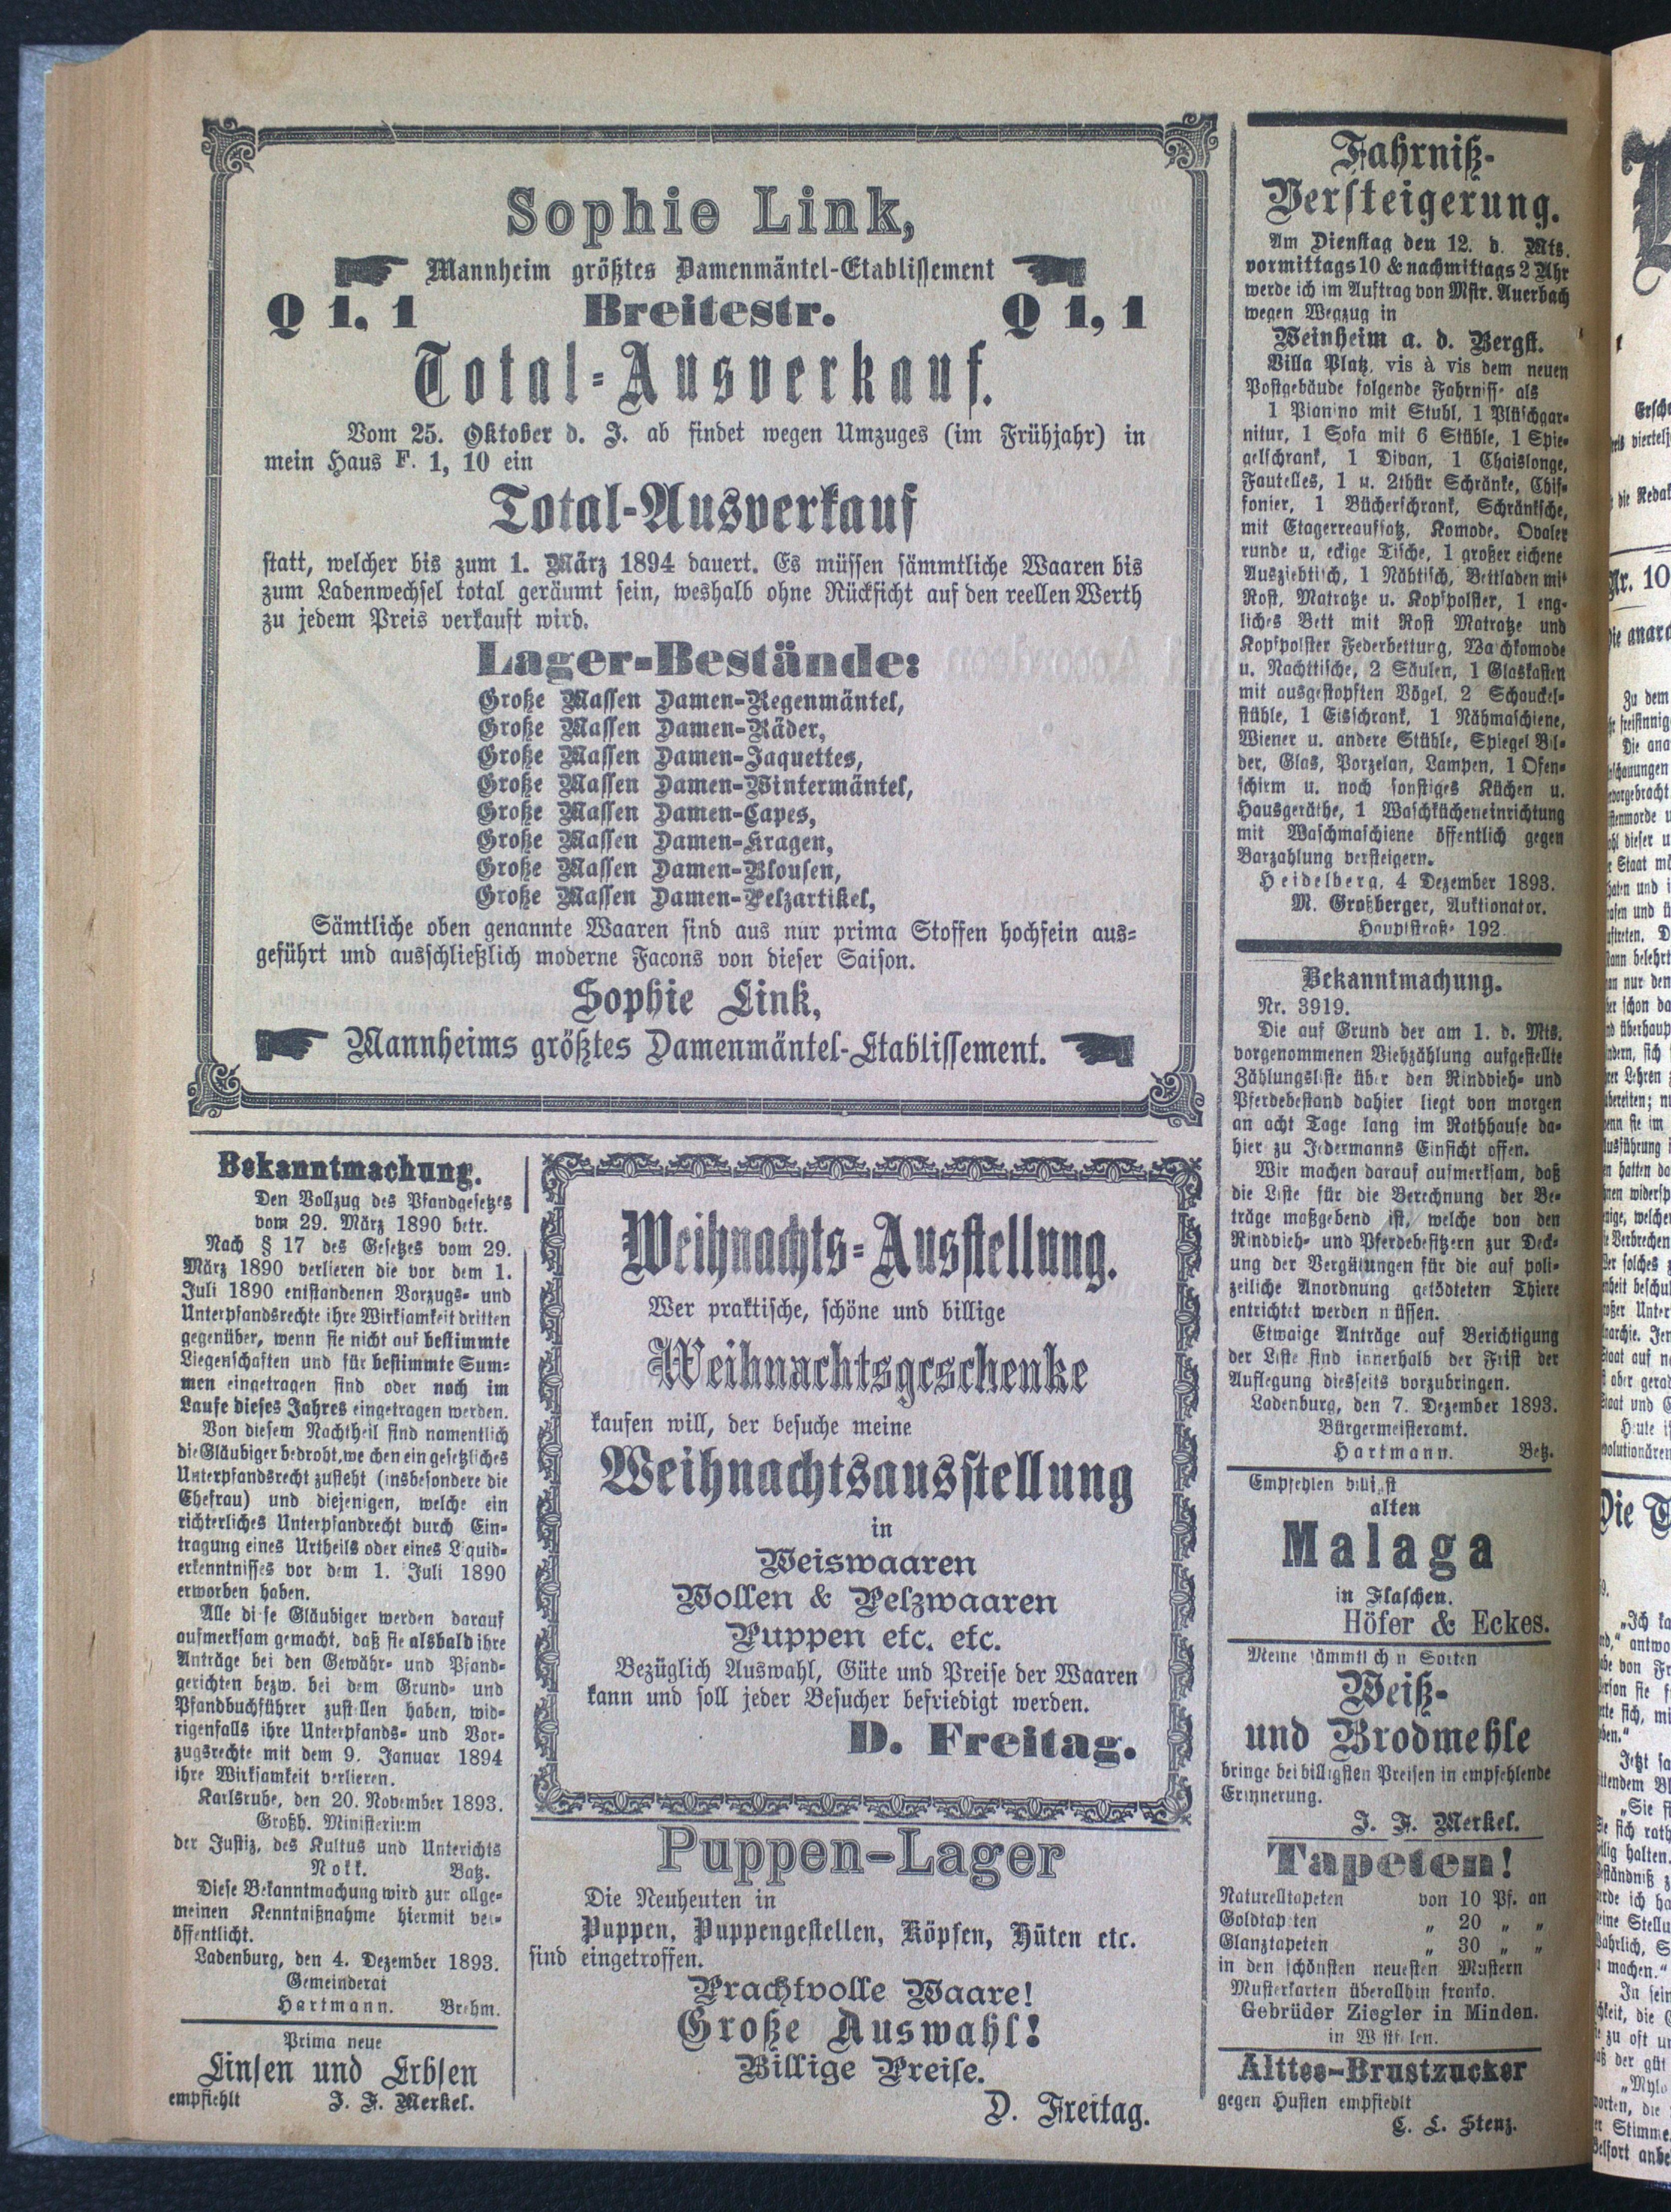 Sophie Link,
Mannheim größtes Damenmäntel-Etablissement
Q 1, 1 Breitestr. Q 1, 1
Total-Ausverkauf.
Vom 25. Oktober d. J. ab findet wegen Umzuges (im Frühjahr) in
mein Haus F. 1, 10 ein
Total-Ausverkauf
statt, welcher bis zum 1. März 1894 dauert. Es müssen sämmtliche Waaren bis
zum Ladenwechsel total geräumt sein, weshalb ohne Rücksicht auf den reellen Werth
zu jedem Preis verkauft wird.
Lager-Bestände:
Große Massen Damen-Regenmäntel,
Große Massen Damen-Räder,
Große Massen Damen-Jaquettes,
Große Massen Damen-Wintermäntel,
Große Massen Damen-Capes,
Große Massen Damen-Kragen,
Große Massen Damen-Blousen,
Große Massen Damen-Pelzartikel,
Sämtliche oben genannte Waaren sind aus nur prima Stoffen hochfein aus-
geführt und ausschließlich moderne Facons von dieser Saison.
Sophie Link,
Mannheims größtes Damenmäntel-Etablissement.
Bekanntmachung.
Den Vollzug des Pfandgesetzes
vom 29. März 1890 betr.
Nach § 17 des Gesetzes vom 29.
März 1890 verlieren die vor dem 1.
Juli 1890 entstandenen Vorzugs- und
Unterpfandsrechte ihre Wirksamkeit dritten
gegenüber, wenn sie nicht auf bestimmte
Liegenschaften und für bestimmte Sum-
men eingetragen sind oder noch im
Laufe dieses Jahres eingetragen werden.
Von diesem Nachtheil sind namentlich
die Gläubiger bedroht, we chen ein gesetzliches
Unterpfandsrecht zusteht (insbesondere die
Ehefrau) und diejenigen, welche ein
richterliches Unterpfandrecht durch Ein-
tragung eines Urtheils oder eines Liquid-
erkenntnisses vor dem 1. Juli 1890
erworben haben.
Alle diese Gläubiger werden darauf
aufmerksam gemacht, daß sie alsbald ihre
Anträge bei den Gewähr- und Pfand-
gerichten bezw. bei dem Grund- und
Pfandbuchführer zustellen haben, wid-
rigenfalls ihre Unterpfands- und Vor-
zugsrechte mit dem 9. Januar 1894
ihre Wirksamkeit verlieren.
Karlsruhe, den 20. November 1893.
Großh. Ministerium
der Justiz, des Kultus und Unterichts
Nokk. Batz.
Diese Bekanntmachung wird zur allge-
meinen Kenntnißnahme hiermit ver-
öffentlicht.
Ladenburg, den 4. Dezember 1893.
Gemeinderat
Hartmann. Brehm.
Prima neue
Linsen und Erbsen
empfiehlt J. F. Merkel.
Weihnachts-Ausstellung.
Wer praktische, schöne und billige
Weihnachtsgeschenke
kaufen will, der besuche meine
Weihnachtsausstellung
in
Weiswaaren
Wollen & Pelzwaaren
Puppen etc. etc.
Bezüglich Auswahl, Güte und Preise der Waaren
kann und soll jeder Besucher befriedigt werden.
D. Freitag.
Puppen-Lager
Die Neuheuten in
Puppen, Puppengestellen, Köpfen, Hüten etc.
sind eingetroffen.
Prachtvolle Waare!
Große Auswahl!
Billige Preise.
D. Freitag.
Fahrniß-
Versteigerung.
Am Dienstag den 12. d. Mts.
vormittags 10 & nachmittags 2 Uhr
werde ich im Auftrag von Mstr. Auerbach
wegen Wegzug in
Weinheim a. d. Bergst.
Villa Platz, vis à vis dem neuen
Postgebäude folgende Fahrniss- als
1 Pianino mit Stuhl, 1 Plüschgar-
nitur, 1 Sofa mit 6 Stühle, 1 Spie-
gelschrank, 1 Divan, 1 Chaislonge,
Fautelles, 1 u. 2thür Schränke, Chif-
fonier, 1 Bücherschrank, Schränksche,
mit Etagerreaufsatz, Komode, Ovaler
runde u, eckige Tische, 1 großer eichene
Ausziehtisch, 1 Nähtisch, Bettladen mit
Rost, Matratze u. Kopfpolster, 1 eng-
liches Bett mit Rost Matratze und
Kopfpolster Federbettung, Waschkomode
u. Nachttische, 2 Säulen, 1 Glaskasten
mit ausgestopften Vögel, 2 Schauckel-
stühle, 1 Eisschrank, 1 Nähmaschiene,
Wiener u. andere Stühle, Spiegel Bil-
der, Glas, Porzelan, Lampen, 1 Ofen-
schirm u. noch sonstiges Küchen u.
Hausgeräthe, 1 Waschkücheneinrichtung
mit Waschmaschiene öffentlich gegen
Barzahlung versteigern.
Heidelberg, 4 Dezember 1893.
M. Großberger, Auktionator.
Hauptstraße 192.
Bekanntmachung.
Nr. 3919.
Die auf Grund der am 1. d. Mts.
vorgenommenen Viehzählung aufgestellte
Zählungsliste über den Rindvieh- und
Pferdebestand dahier liegt von morgen
an acht Tage lang im Rathhause da-
hier zu Jedermanns Einsicht offen.
Wir machen darauf aufmerksam, daß
die Liste für die Berechnung der Be-
träge maßgebend ist, welche von den
Rindvieh- und Pferdebesitzern zur Deck-
ung der Vergütungen für die auf poli-
zeiliche Anordnung getödteten Thiere
entrichtet werden müssen.
Etwaige Anträge auf Berichtigung
der Liste sind innerhalb der Frist der
Auflegung diesseits vorzubringen.
Ladenburg, den 7. Dezember 1893.
Bürgermeisteramt.
Hartmann. Betz.
Empfehlen billigst
alten
Malaga
in Flaschen.
Höfer & Eckes.
Meine sämmtlichen Sorten
Weiß-
und Brodmehle
bringe bei billigsten Preisen in empfehlende
Erinnerung.
J. F. Merkel.
Tapeten!
Naturelltapeten von 10 Pf. an
Goldtapeten „ 20 „ „
Glanztapeten „ 30 „ „
in den schönsten neuesten Mustern
Musterkarten überallhin franko.
Gebrüder Ziegler in Minden.
in Westfalen.
Alttee-Brustzucker
gegen Husten empfiehlt
C. L. Stenz.
Nr. 10